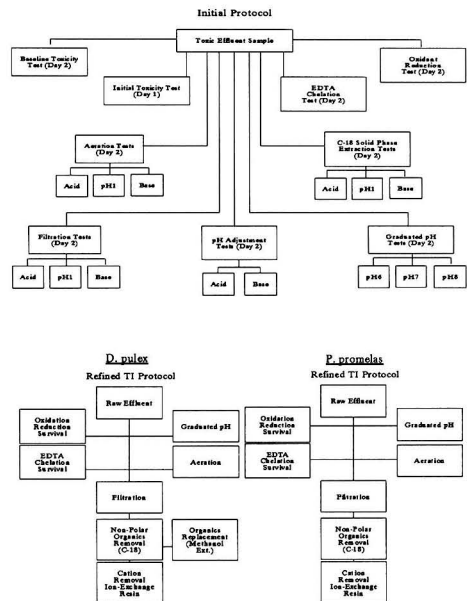 Initial Protocol
Toxic Effluent Sample
Baseline Toxicity
Test (Day 2)
Initial Toxicity Test
(Day 1)
EDTA
Chelation
Test (Day 2)
Oxidant
Reduction
Test (Day 2)
Aeration Tests
(Day 2)
Acid
pH1
Base
C-18 Solid Phase
Extraction Tests
(Day 2)
Acid
pH1
Base
Filtration Tests
(Day 2)
Acid
pH1
Base
pH Adjustment
Tests (Day 2)
Acid
Base
Graduated pH
Tests (Day 2)
pH6
pH7
pH8
D. pulex
Refined TI Protocol
Raw Effluent
Oxidation
Reduction
Survival
Graduated pH
EDTA
Chelation
Survival
Aeration
Filtration
Non-Polar
Organics
Removal
(C-18)
Organics
Replacement
(Methanol
Ext.)
Cation
Removal
Ion-Exchange
Resin
P. promelas
Refined TI Protocol
Raw Effluent
Oxidation
Reduction
Survival
Graduated pH
EDTA
Chelation Survival
Aeration
Filtration
Non-Polar
Organics
Removal
(C-18)
Cation
Removal
Ion-Exchange
Resin